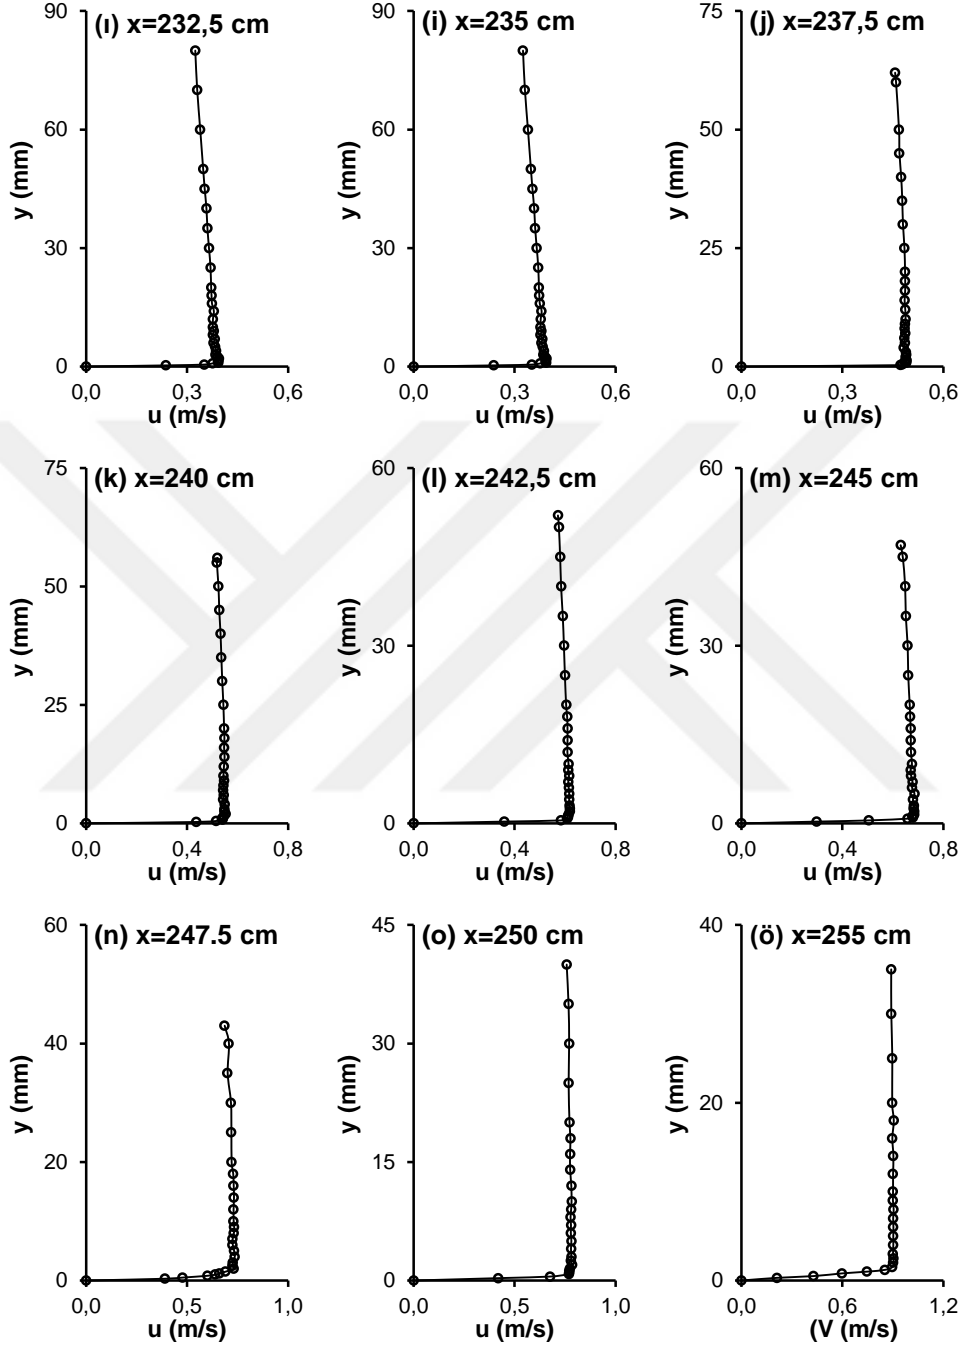 (ı) x=232,5 cm
90
60
30
0
y (mm)
0,0 0,3 0,6
u (m/s)
(i) x=235 cm
90
60
30
0
y (mm)
0,0 0,3 0,6
u (m/s)
(j) x=237,5 cm
75
50
25
0
y (mm)
0,0 0,3 0,6
u (m/s)
(k) x=240 cm
75
50
25
0
y (mm)
0,0 0,4 0,8
u (m/s)
(l) x=242,5 cm
60
30
0
y (mm)
0,0 0,4 0,8
u (m/s)
(m) x=245 cm
60
30
0
y (mm)
0,0 0,4 0,8
u (m/s)
(n) x=247.5 cm
60
40
20
0
y (mm)
0,0 0,5 1,0
u (m/s)
(o) x=250 cm
45
30
15
0
y (mm)
0,0 0,5 1,0
u (m/s)
(ö) x=255 cm
40
20
0
y (mm)
0,0 0,6 1,2
(V (m/s)